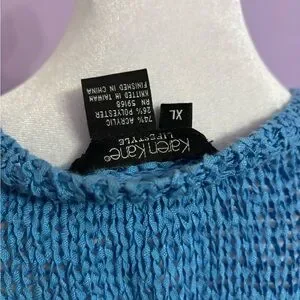 Karen Kane®
LIFESTYLE
XL
74% ACRYLIC
26% POLYESTER
RN 59168
KNITTED IN TAIWAN
FINISHED IN CHINA